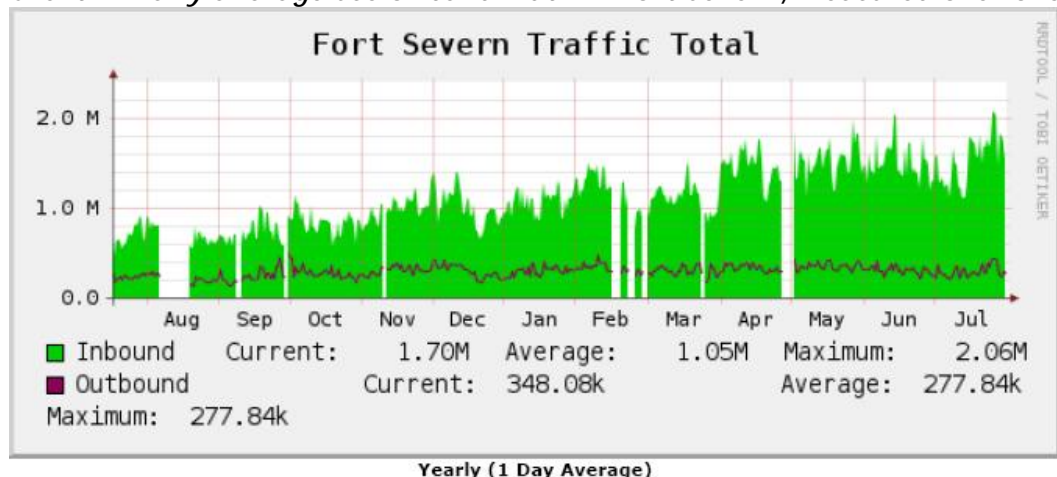 Fort Severn Traffic Total
RRDTOOL / TOBI OETIKER
2.0 M
1.0 M
0.0
Aug Sep Oct Nov Dec Jan Feb Mar Apr May Jun Jul
Inbound Current: 1.70M Average: 1.05M Maximum: 2.06M
Outbound Current: 348.08k Average: 277.84k
Maximum: 277.84k
Yearly (1 Day Average)